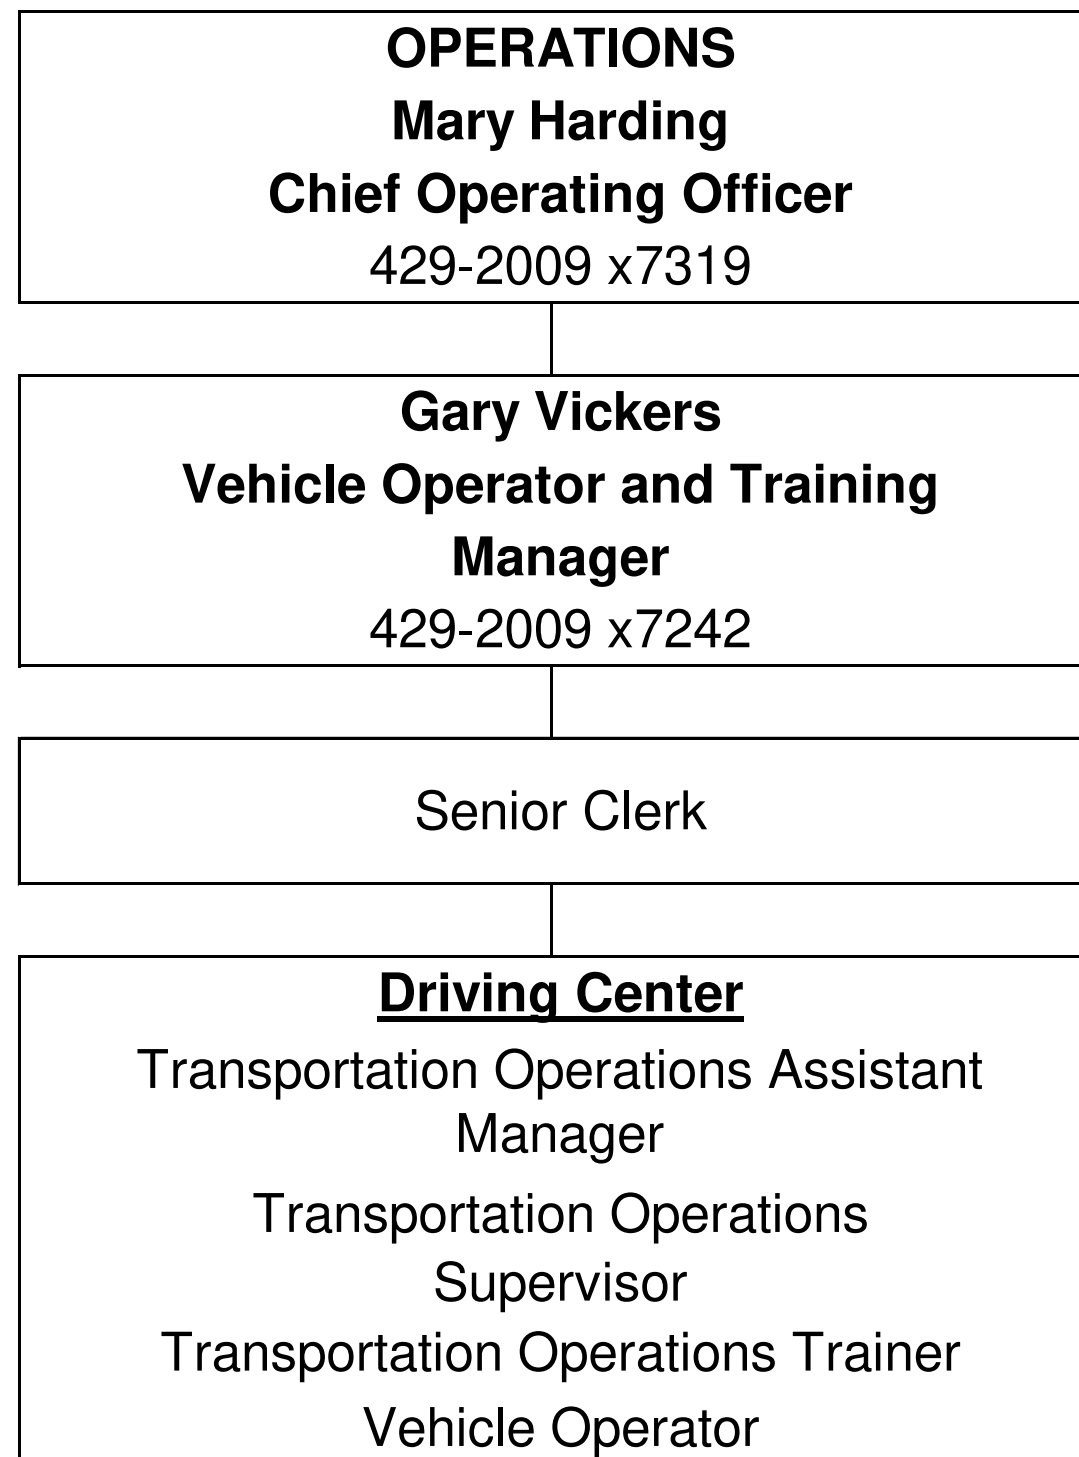 OPERATIONS
Mary Harding
Chief Operating Officer
429-2009 x7319
Gary Vickers
Vehicle Operator and Training
Manager
429-2009 x7242
Senior Clerk
Driving Center
Transportation Operations Assistant
Manager
Transportation Operations
Supervisor
Transportation Operations Trainer
Vehicle Operator